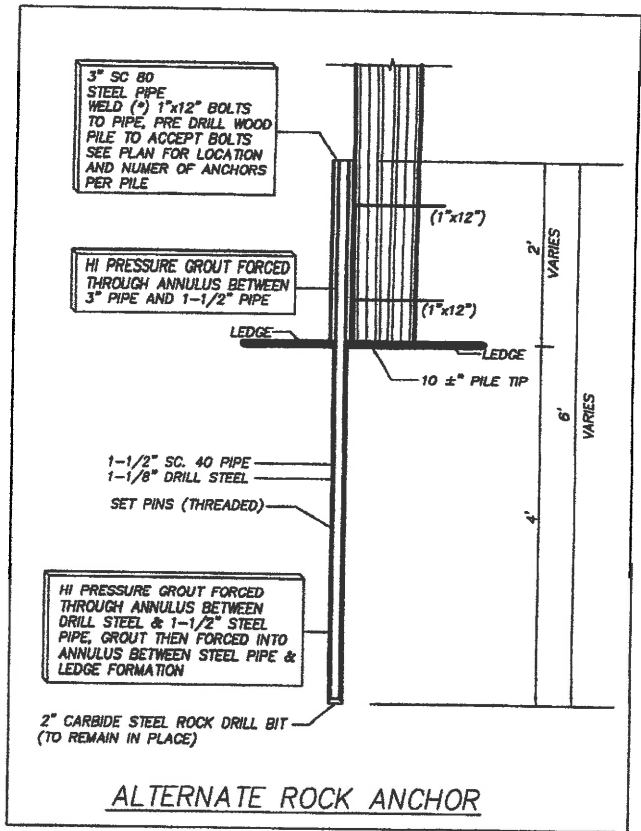 3" SC 80
STEEL PIPE
WELD (*) 1"x12" BOLTS
TO PIPE, PRE DRILL WOOD
PILE TO ACCEPT BOLTS
SEE PLAN FOR LOCATION
AND NUMER OF ANCHORS
PER PILE
(1"x12")
2'
VARIES
HI PRESSURE GROUT FORCED
THROUGH ANNULUS BETWEEN
3" PIPE AND 1-1/2" PIPE
(1"x12")
LEDGE
LEDGE
10 ±" PILE TIP
6'
VARIES
1-1/2" SC. 40 PIPE
1-1/8" DRILL STEEL
SET PINS (THREADED)
4'
HI PRESSURE GROUT FORCED
THROUGH ANNULUS BETWEEN
DRILL STEEL & 1-1/2" STEEL
PIPE, GROUT THEN FORCED INTO
ANNULUS BETWEEN STEEL PIPE &
LEDGE FORMATION
2" CARBIDE STEEL ROCK DRILL BIT
(TO REMAIN IN PLACE)
ALTERNATE ROCK ANCHOR